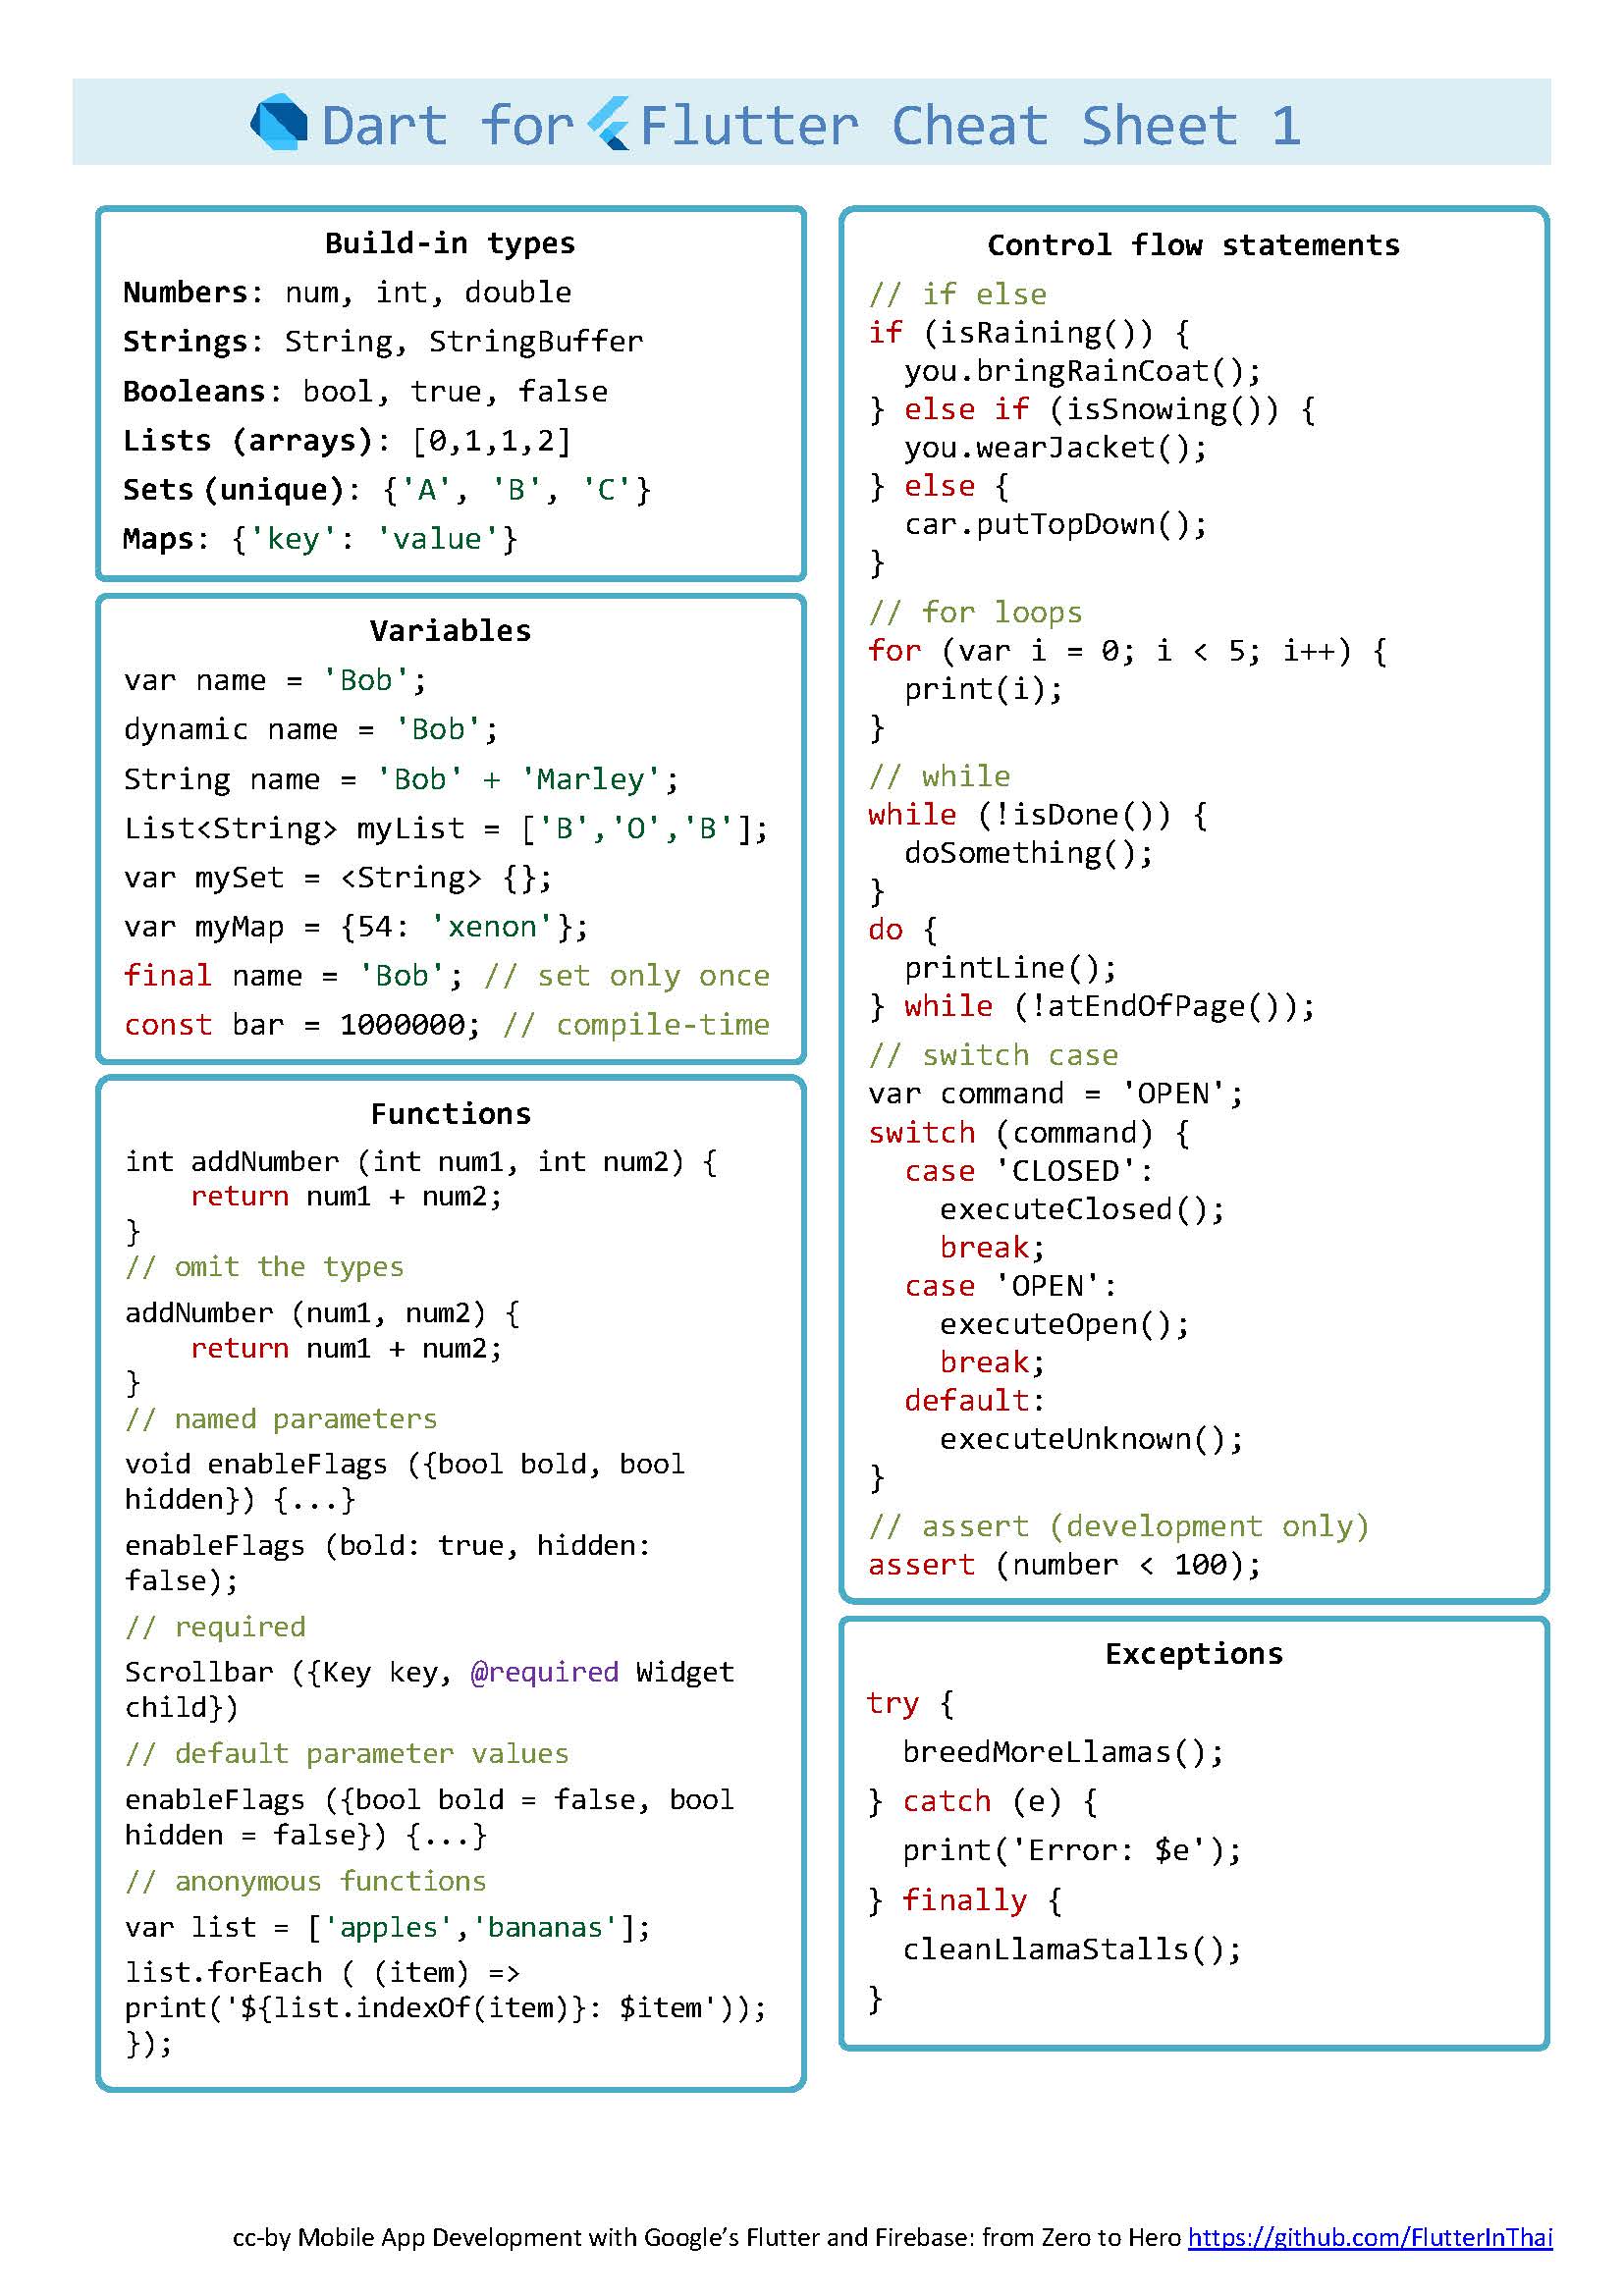 Dart for Flutter Cheat Sheet 1
Build-in types
Numbers: num, int, double
Strings: String, StringBuffer
Booleans: bool, true, false
Lists (arrays): [0,1,1,2]
Sets (unique): {'A', 'B', 'C'}
Maps: {'key': 'value'}
Variables
var name = 'Bob';
dynamic name = 'Bob';
String name = 'Bob' + 'Marley';
List<String> myList = ['B','O','B'];
var mySet = <String> {};
var myMap = {54: 'xenon'};
final name = 'Bob'; // set only once
const bar = 1000000; // compile-time
Functions
int addNumber (int num1, int num2) {
    return num1 + num2;
}
// omit the types
addNumber (num1, num2) {
    return num1 + num2;
}
// named parameters
void enableFlags ({bool bold, bool
hidden}) {...}
enableFlags (bold: true, hidden:
false);
// required
Scrollbar ({Key key, @required Widget
child})
// default parameter values
enableFlags ({bool bold = false, bool
hidden = false}) {...}
// anonymous functions
var list = ['apples','bananas'];
list.forEach ( (item) =>
print('${list.indexOf(item)}: $item'));
});
Control flow statements
// if else
if (isRaining()) {
  you.bringRainCoat();
} else if (isSnowing()) {
  you.wearJacket();
} else {
  car.putTopDown();
}
// for loops
for (var i = 0; i < 5; i++) {
  print(i);
}
// while
while (!isDone()) {
  doSomething();
}
do {
  printLine();
} while (!atEndOfPage());
// switch case
var command = 'OPEN';
switch (command) {
  case 'CLOSED':
    executeClosed();
    break;
  case 'OPEN':
    executeOpen();
    break;
  default:
    executeUnknown();
}
// assert (development only)
assert (number < 100);
Exceptions
try {
  breedMoreLlamas();
} catch (e) {
  print('Error: $e');
} finally {
  cleanLlamaStalls();
}
cc-by Mobile App Development with Google’s Flutter and Firebase: from Zero to Hero https://github.com/FlutterInThai